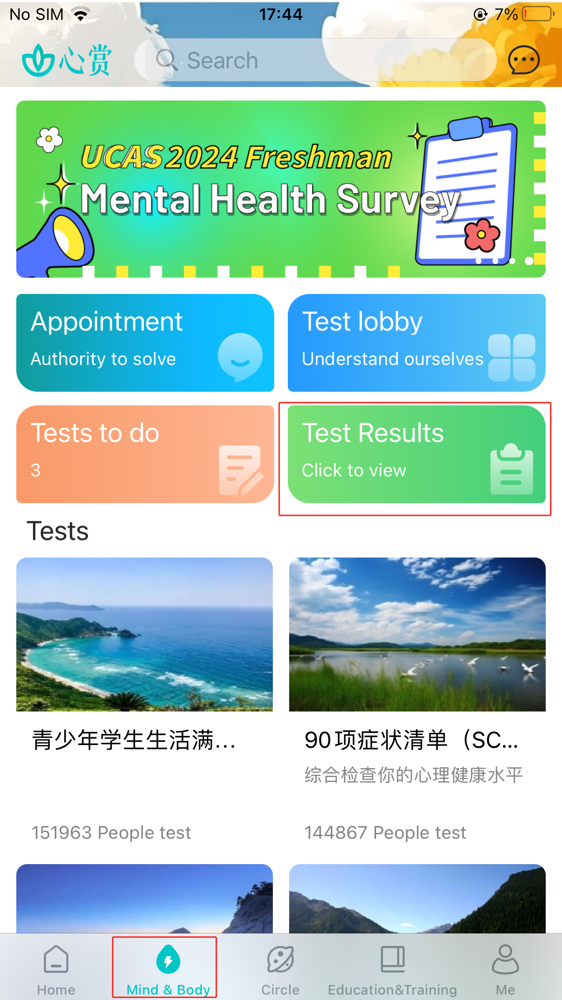 No SIM 17:44 7%
心赏 Search
UCAS 2024 Freshman
Mental Health Survey
Appointment
Authority to solve
Test lobby
Understand ourselves
Tests to do
3
Test Results
Click to view
Tests
青少年学生生活满...
151963 People test
90项症状清单（SC...
综合检查你的心理健康水平
144867 People test
Home
Mind & Body
Circle
Education&Training
Me